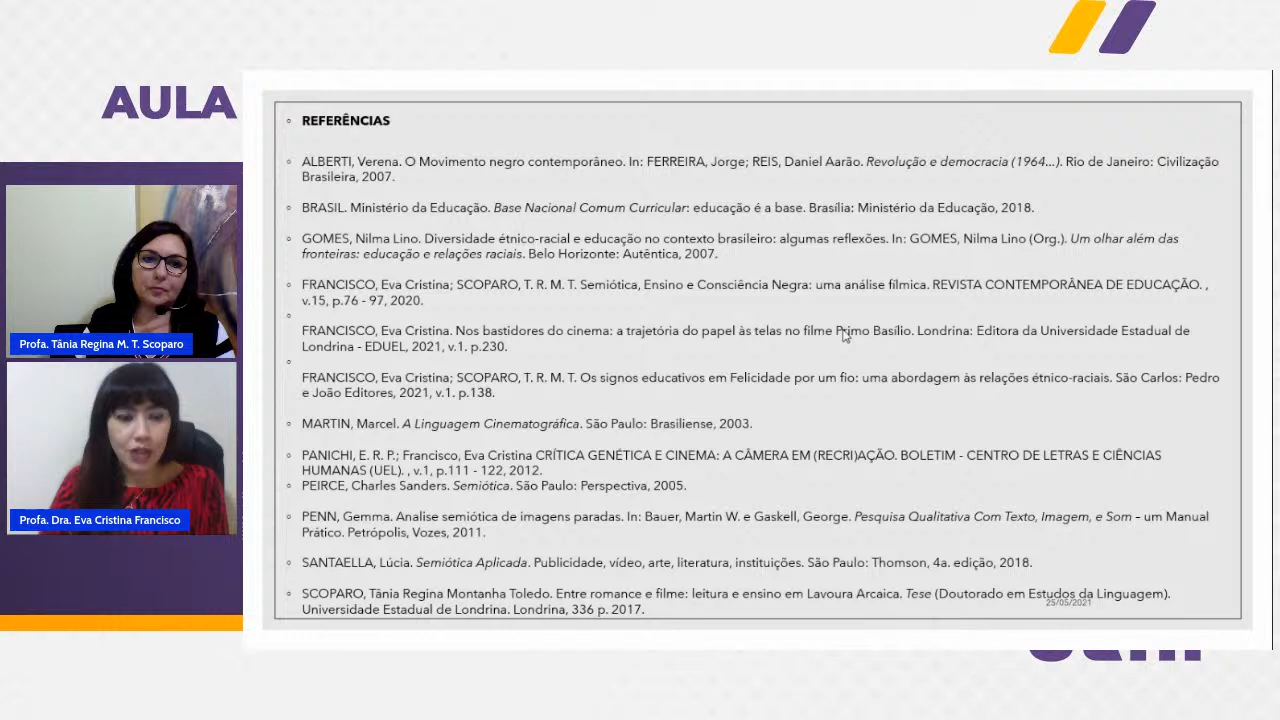 AULA
REFERÊNCIAS
ALBERTI, Verena. O Movimento negro contemporâneo. In: FERREIRA, Jorge; REIS, Daniel Aarão. Revolução e democracia (1964...). Rio de Janeiro: Civilização
Brasileira, 2007.
BRASIL. Ministério da Educação. Base Nacional Comum Curricular: educação é a base. Brasília: Ministério da Educação, 2018.
GOMES, Nilma Lino. Diversidade étnico-racial e educação no contexto brasileiro: algumas reflexões. In: GOMES, Nilma Lino (Org.). Um olhar além das
fronteiras: educação e relações raciais. Belo Horizonte: Autêntica, 2007.
FRANCISCO, Eva Cristina; SCOPARO, T. R. M. T. Semiótica, Ensino e Consciência Negra: uma análise fílmica. REVISTA CONTEMPORÂNEA DE EDUCAÇÃO. ,
v.15, p.76 - 97, 2020.
FRANCISCO, Eva Cristina. Nos bastidores do cinema: a trajetória do papel às telas no filme Primo Basílio. Londrina: Editora da Universidade Estadual de
Londrina - EDUEL, 2021, v.1. p.230.
FRANCISCO, Eva Cristina; SCOPARO, T. R. M. T. Os signos educativos em Felicidade por um fio: uma abordagem às relações étnico-raciais. São Carlos: Pedro
e João Editores, 2021, v.1. p.138.
MARTIN, Marcel. A Linguagem Cinematográfica. São Paulo: Brasiliense, 2003.
PANICHI, E. R. P.; Francisco, Eva Cristina CRÍTICA GENÉTICA E CINEMA: A CÂMERA EM (RECRI)AÇÃO. BOLETIM - CENTRO DE LETRAS E CIÊNCIAS
HUMANAS (UEL). , v.1, p.111 - 122, 2012.
PEIRCE, Charles Sanders. Semiótica. São Paulo: Perspectiva, 2005.
PENN, Gemma. Analise semiótica de imagens paradas. In: Bauer, Martin W. e Gaskell, George. Pesquisa Qualitativa Com Texto, Imagem, e Som – um Manual
Prático. Petrópolis, Vozes, 2011.
SANTAELLA, Lúcia. Semiótica Aplicada. Publicidade, vídeo, arte, literatura, instituições. São Paulo: Thomson, 4a. edição, 2018.
SCOPARO, Tânia Regina Montanha Toledo. Entre romance e filme: leitura e ensino em Lavoura Arcaica. Tese (Doutorado em Estudos da Linguagem).
Universidade Estadual de Londrina. Londrina, 336 p. 2017.
25/05/2021
Profa. Tânia Regina M. T. Scoparo
Profa. Dra. Eva Cristina Francisco